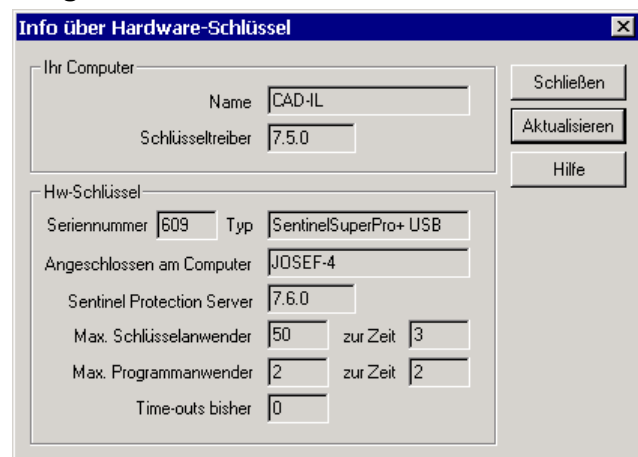 Info über Hardware-Schlüssel
Ihr Computer
Name CAD-IL
Schlüsseltreiber 7.5.0
Schließen
Aktualisieren
Hilfe
Hw-Schlüssel
Seriennummer 609 Typ SentinelSuperPro+ USB
Angeschlossen am Computer JOSEF-4
Sentinel Protection Server 7.6.0
Max. Schlüsselanwender 50 zur Zeit 3
Max. Programmanwender 2 zur Zeit 2
Time-outs bisher 0